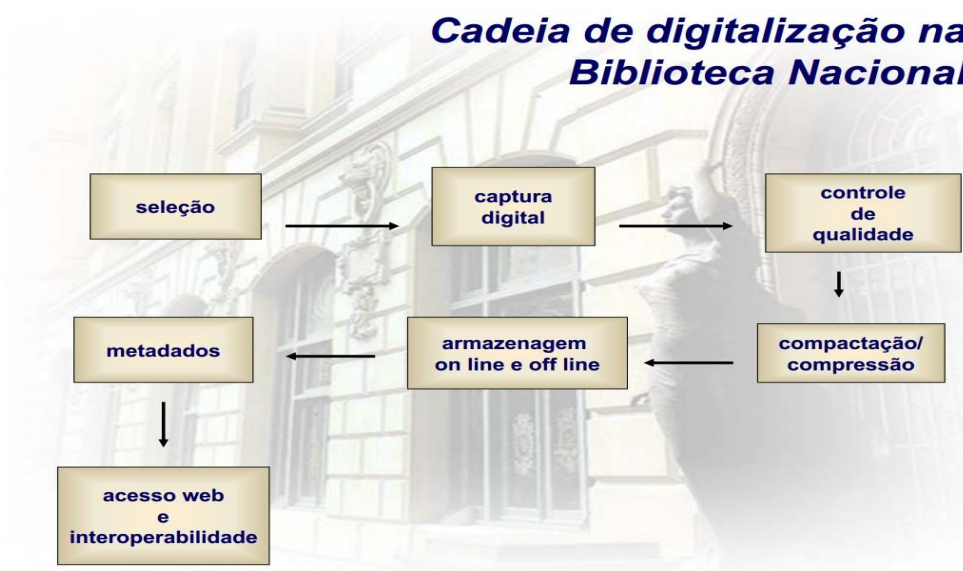 Cadeia de digitalização na
Biblioteca Nacional
seleção
captura
digital
controle
de
qualidade
compactação/
compressão
armazenagem
on line e off line
metadados
acesso web
e
interoperabilidade